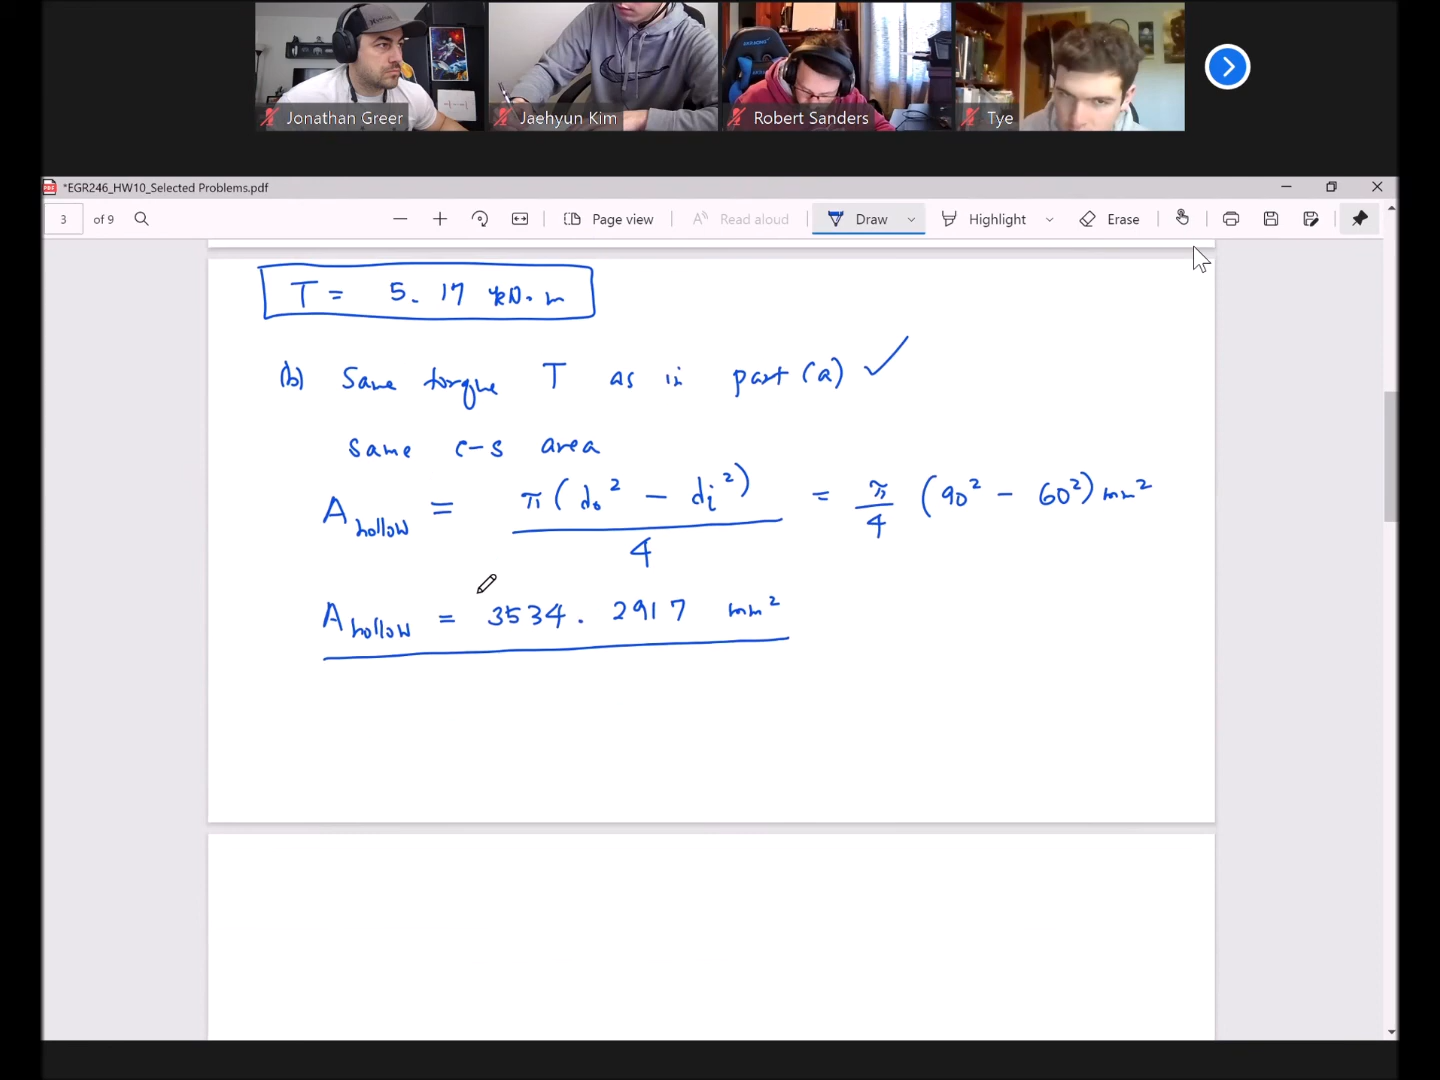 Jonathan Greer
Jaehyun Kim
Robert Sanders
Tye
*EGR246_HW10_Selected Problems.pdf
3 of 9 Page view Read aloud Draw Highlight Erase
T = 5.17 kN·m
(b) Same torque T as in part (a) ✓
Same c-s area
A hollow = π(do² − di²) / 4 = π/4 (90² − 60²) mm²
A hollow = 3534.2917 mm²